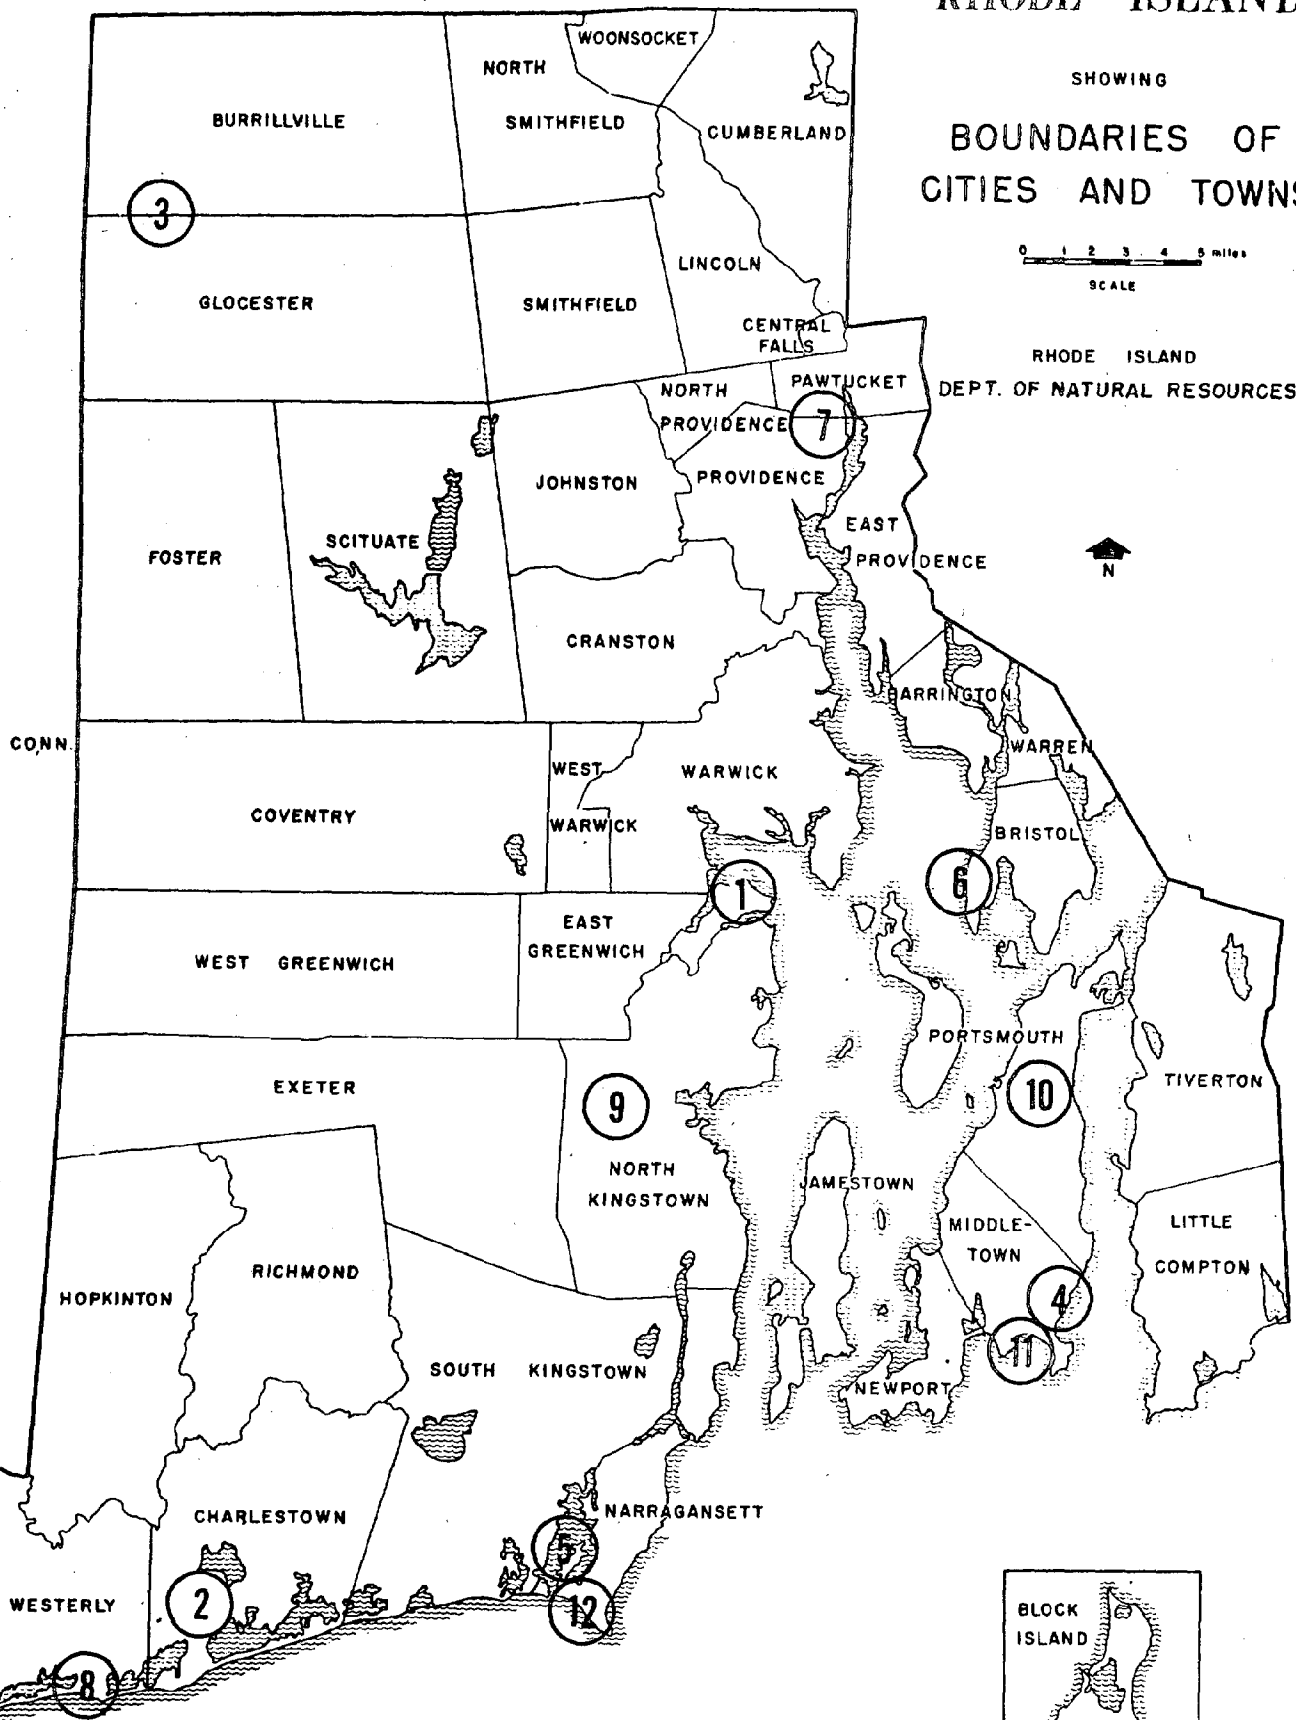 RHODE ISLAND
SHOWING
BOUNDARIES OF
CITIES AND TOWNS
0 1 2 3 4 5 miles
SCALE
RHODE ISLAND
DEPT. OF NATURAL RESOURCES
N
WOONSOCKET
NORTH
SMITHFIELD
BURRILLVILLE
CUMBERLAND
3
LINCOLN
GLOCESTER
SMITHFIELD
CENTRAL
FALLS
NORTH
PROVIDENCE
PAWTUCKET
7
JOHNSTON
PROVIDENCE
EAST
PROVIDENCE
SCITUATE
FOSTER
CRANSTON
BARRINGTON
CONN.
WARREN
WEST
WARWICK
WARWICK
COVENTRY
BRISTOL
1
6
EAST
GREENWICH
WEST GREENWICH
PORTSMOUTH
EXETER
9
10
TIVERTON
NORTH
KINGSTOWN
JAMESTOWN
MIDDLE-
TOWN
LITTLE
COMPTON
RICHMOND
HOPKINTON
4
11
SOUTH KINGSTOWN
NEWPORT
CHARLESTOWN
NARRAGANSETT
5
2
12
WESTERLY
8
BLOCK
ISLAND